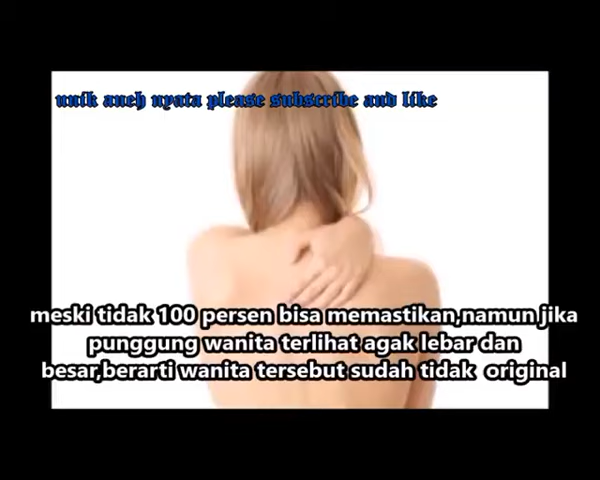 unik aneh nyata please subscribe and like
meski tidak 100 persen bisa memastikan,namun jika
punggung wanita terlihat agak lebar dan
besar,berarti wanita tersebut sudah tidak original